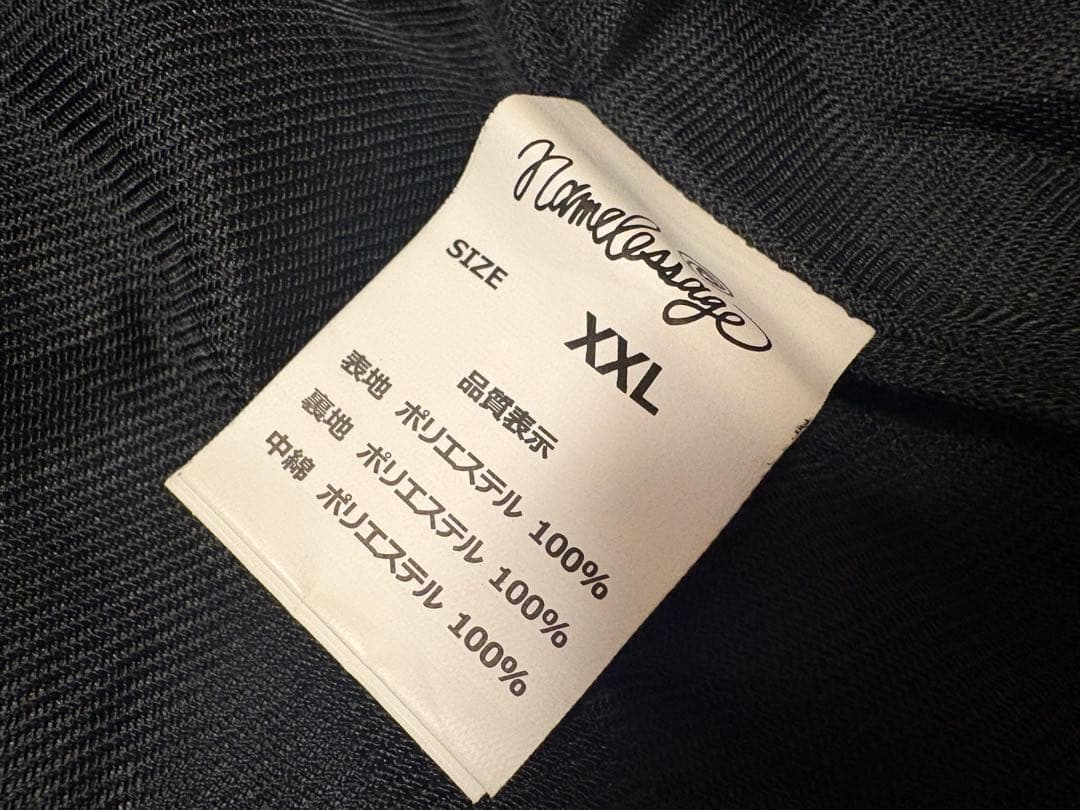 namelessage
SIZE
XXL
品質表示
表地 ポリエステル 100%
裏地 ポリエステル 100%
中綿 ポリエステル 100%